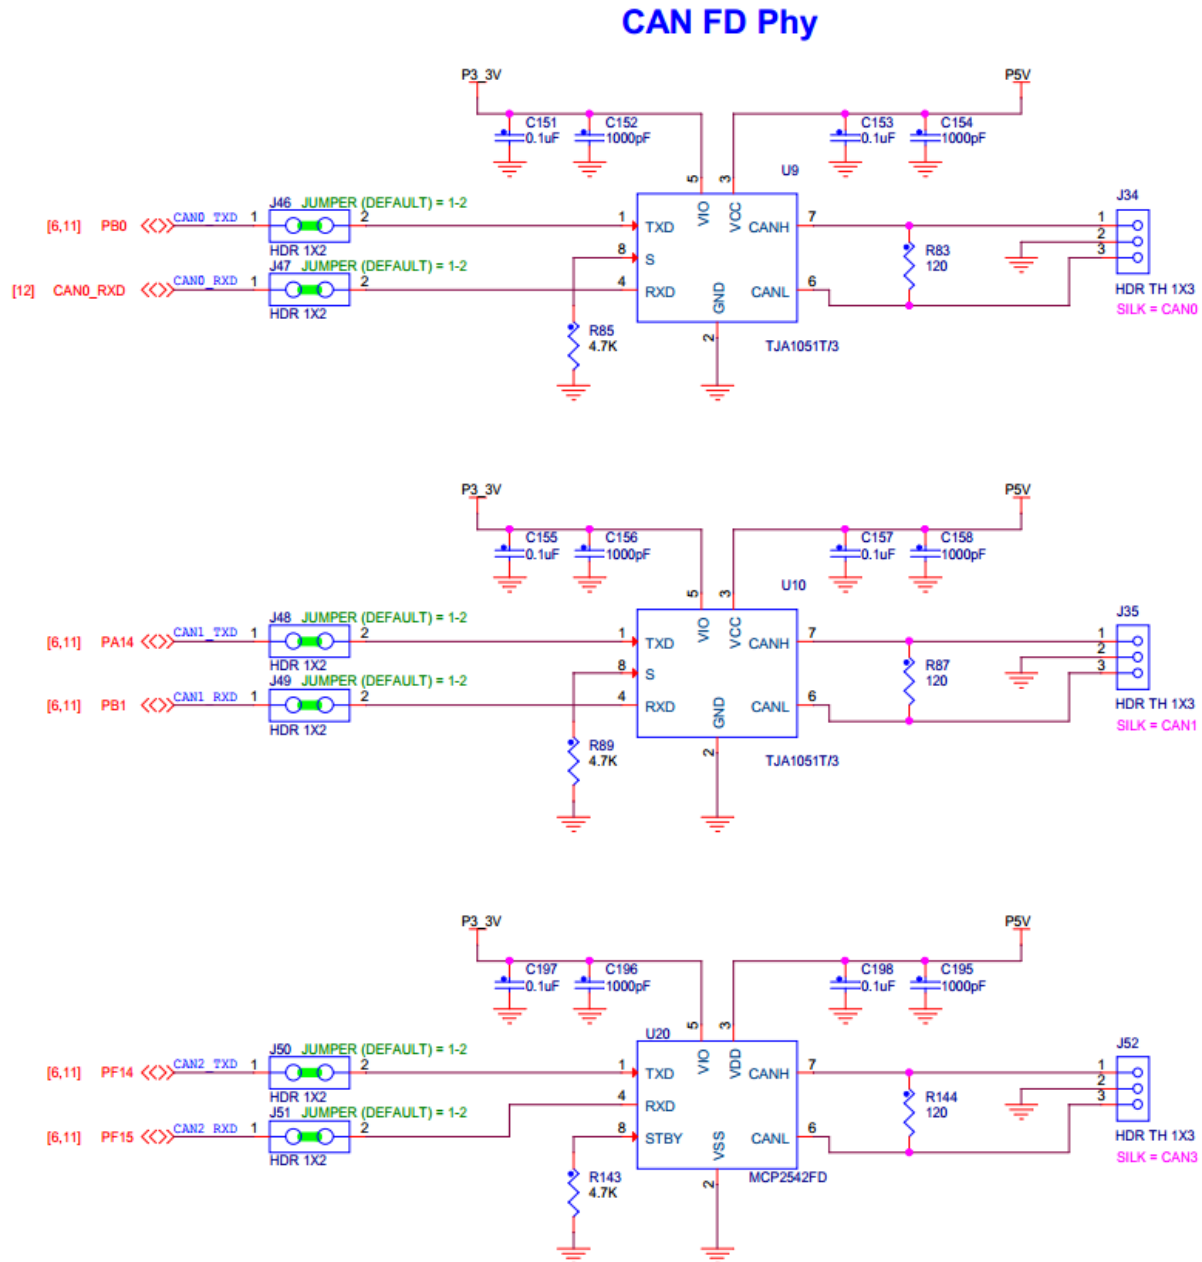 CAN FD Phy
P3_3V
P5V
C151
0.1uF
C152
1000pF
C153
0.1uF
C154
1000pF
U9
5
3
J46 JUMPER (DEFAULT) = 1-2
[6,11] PB0 CAN0_TXD 1 2
HDR 1X2
1 TXD
VIO
VCC
CANH 7
J34
1
2
3
8 S
R83
120
J47 JUMPER (DEFAULT) = 1-2
[12] CAN0_RXD CAN0_RXD 1 2
HDR 1X2
4 RXD
GND
CANL 6
HDR TH 1X3
SILK = CAN0
R85
4.7K
2
TJA1051T/3
P3_3V
P5V
C155
0.1uF
C156
1000pF
C157
0.1uF
C158
1000pF
U10
5
3
J48 JUMPER (DEFAULT) = 1-2
[6,11] PA14 CAN1_TXD 1 2
HDR 1X2
1 TXD
VIO
VCC
CANH 7
J35
1
2
3
8 S
R87
120
J49 JUMPER (DEFAULT) = 1-2
[6,11] PB1 CAN1_RXD 1 2
HDR 1X2
4 RXD
GND
CANL 6
HDR TH 1X3
SILK = CAN1
R89
4.7K
2
TJA1051T/3
P3_3V
P5V
C197
0.1uF
C196
1000pF
C198
0.1uF
C195
1000pF
U20
5
3
J50 JUMPER (DEFAULT) = 1-2
[6,11] PF14 CAN2_TXD 1 2
HDR 1X2
1 TXD
VIO
VDD
CANH 7
J52
1
2
3
4 RXD
R144
120
J51 JUMPER (DEFAULT) = 1-2
[6,11] PF15 CAN2_RXD 1 2
HDR 1X2
8 STBY
VSS
CANL 6
HDR TH 1X3
SILK = CAN3
R143
4.7K
2
MCP2542FD